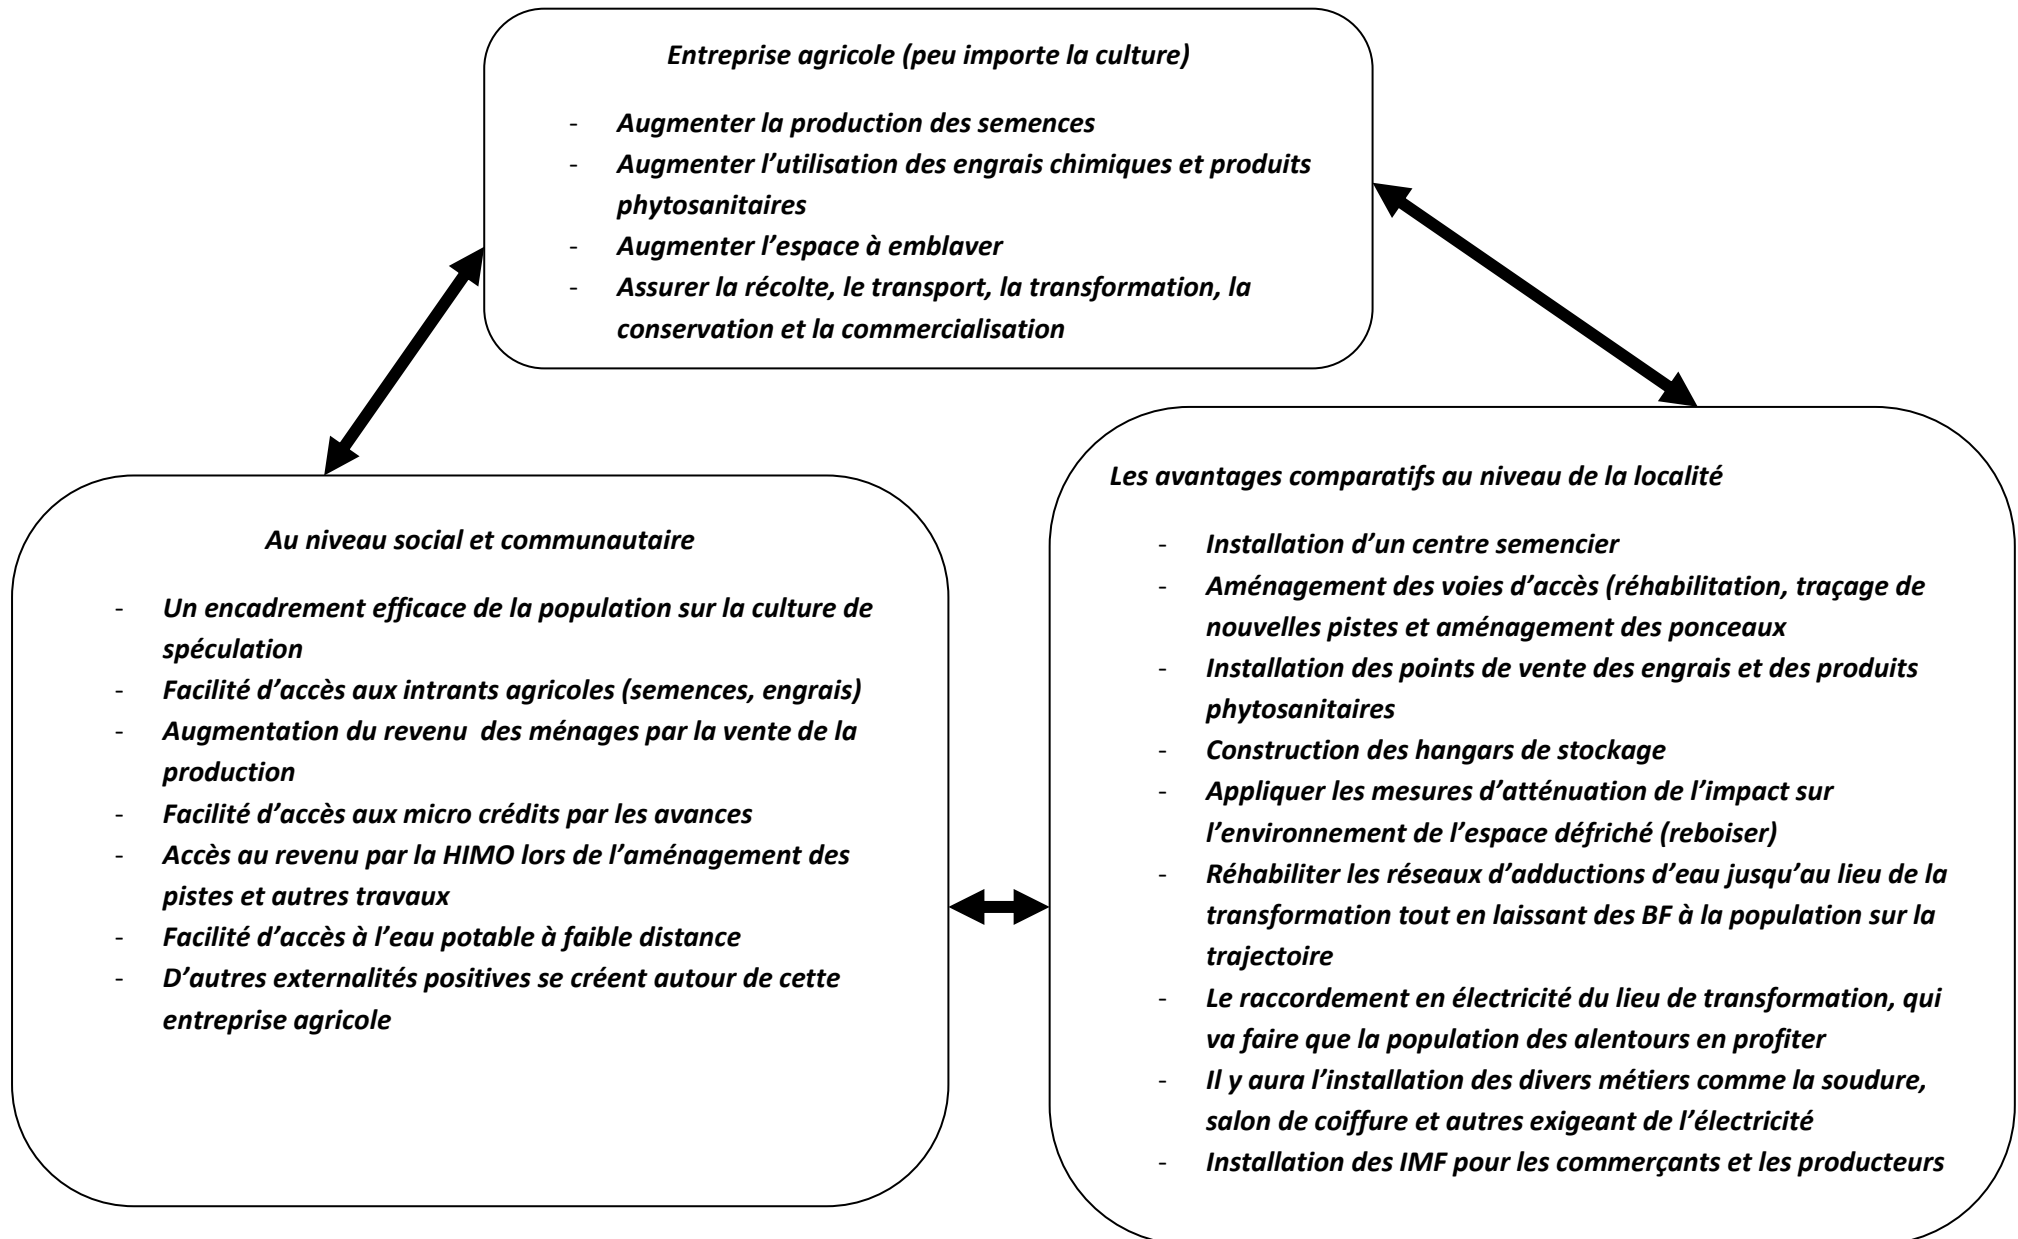 Entreprise agricole (peu importe la culture)
- Augmenter la production des semences
- Augmenter l’utilisation des engrais chimiques et produits
phytosanitaires
- Augmenter l’espace à emblaver
- Assurer la récolte, le transport, la transformation, la
conservation et la commercialisation
Au niveau social et communautaire
- Un encadrement efficace de la population sur la culture de
spéculation
- Facilité d’accès aux intrants agricoles (semences, engrais)
- Augmentation du revenu  des ménages par la vente de la
production
- Facilité d’accès aux micro crédits par les avances
- Accès au revenu par la HIMO lors de l’aménagement des
pistes et autres travaux
- Facilité d’accès à l’eau potable à faible distance
- D’autres externalités positives se créent autour de cette
entreprise agricole
Les avantages comparatifs au niveau de la localité
- Installation d’un centre semencier
- Aménagement des voies d’accès (réhabilitation, traçage de
nouvelles pistes et aménagement des ponceaux
- Installation des points de vente des engrais et des produits
phytosanitaires
- Construction des hangars de stockage
- Appliquer les mesures d’atténuation de l’impact sur
l’environnement de l’espace défriché (reboiser)
- Réhabiliter les réseaux d’adductions d’eau jusqu’au lieu de la
transformation tout en laissant des BF à la population sur la
trajectoire
- Le raccordement en électricité du lieu de transformation, qui
va faire que la population des alentours en profiter
- Il y aura l’installation des divers métiers comme la soudure,
salon de coiffure et autres exigeant de l’électricité
- Installation des IMF pour les commerçants et les producteurs